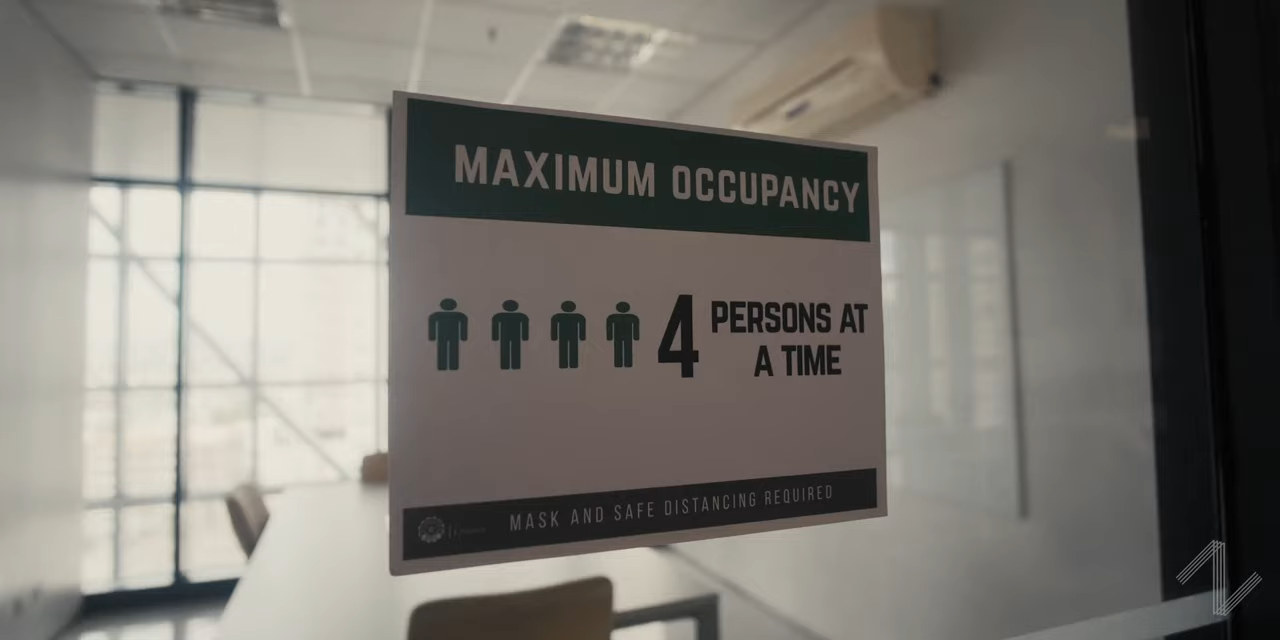 MAXIMUM OCCUPANCY
4 PERSONS AT
A TIME
MASK AND SAFE DISTANCING REQUIRED